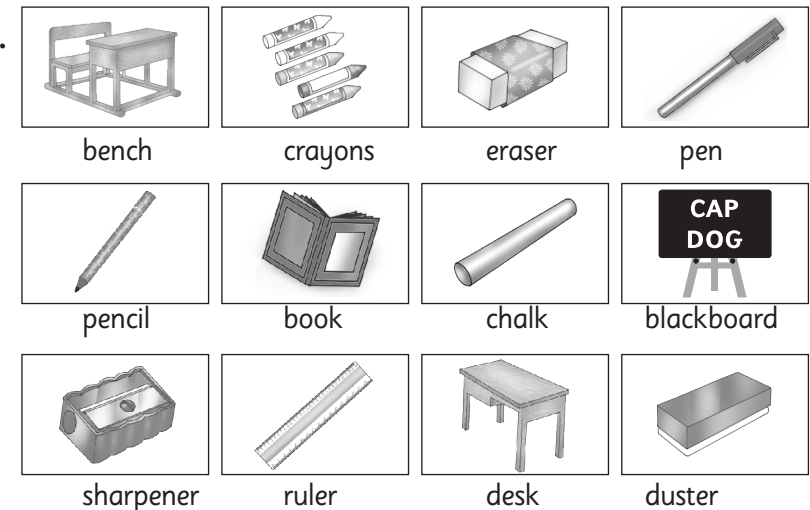 bench crayons eraser pen
CAP
DOG
pencil book chalk blackboard
sharpener ruler desk duster